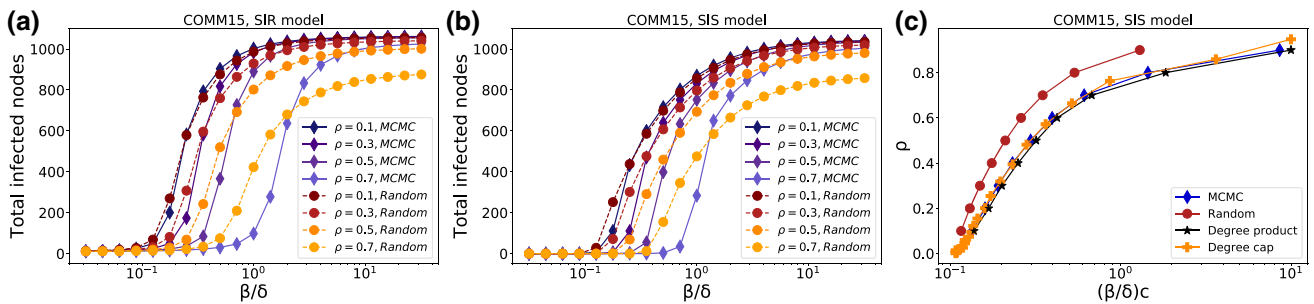 (a)
COMM15, SIR model
Total infected nodes
1000
800
600
400
200
0
10⁻¹
10⁰
10¹
β/δ
ρ = 0.1, MCMC
ρ = 0.3, MCMC
ρ = 0.5, MCMC
ρ = 0.7, MCMC
ρ = 0.1, Random
ρ = 0.3, Random
ρ = 0.5, Random
ρ = 0.7, Random
(b)
COMM15, SIS model
Total infected nodes
1000
800
600
400
200
0
10⁻¹
10⁰
10¹
β/δ
ρ = 0.1, MCMC
ρ = 0.3, MCMC
ρ = 0.5, MCMC
ρ = 0.7, MCMC
ρ = 0.1, Random
ρ = 0.3, Random
ρ = 0.5, Random
ρ = 0.7, Random
(c)
COMM15, SIS model
ρ
0.8
0.6
0.4
0.2
0.0
10⁻¹
10⁰
10¹
(β/δ)c
MCMC
Random
Degree product
Degree cap